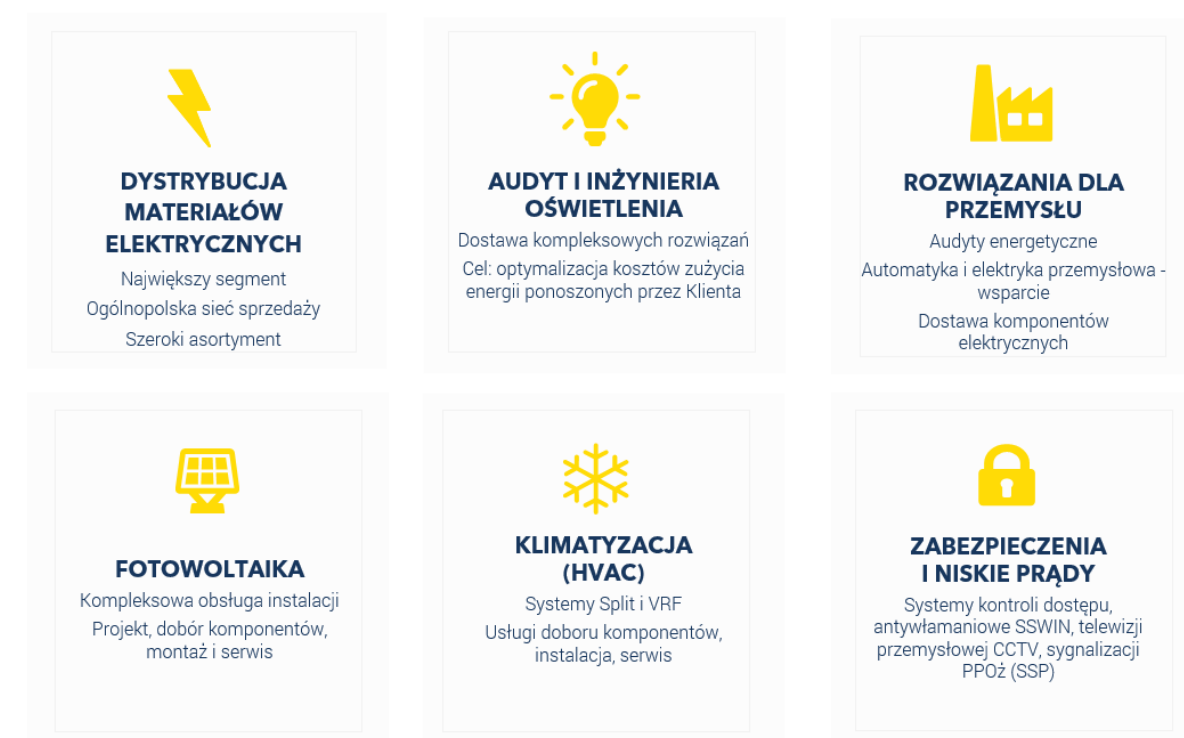 DYSTRYBUCJA
MATERIAŁÓW
ELEKTRYCZNYCH
Największy segment
Ogólnopolska sieć sprzedaży
Szeroki asortyment
AUDYT I INŻYNIERIA
OŚWIETLENIA
Dostawa kompleksowych rozwiązań
Cel: optymalizacja kosztów zużycia
energii ponoszonych przez Klienta
ROZWIĄZANIA DLA
PRZEMYSŁU
Audyty energetyczne
Automatyka i elektryka przemysłowa -
wsparcie
Dostawa komponentów
elektrycznych
FOTOWOLTAIKA
Kompleksowa obsługa instalacji
Projekt, dobór komponentów,
montaż i serwis
KLIMATYZACJA
(HVAC)
Systemy Split i VRF
Usługi doboru komponentów,
instalacja, serwis
ZABEZPIECZENIA
I NISKIE PRĄDY
Systemy kontroli dostępu,
antywłamaniowe SSWIN, telewizji
przemysłowej CCTV, sygnalizacji
PPOż (SSP)